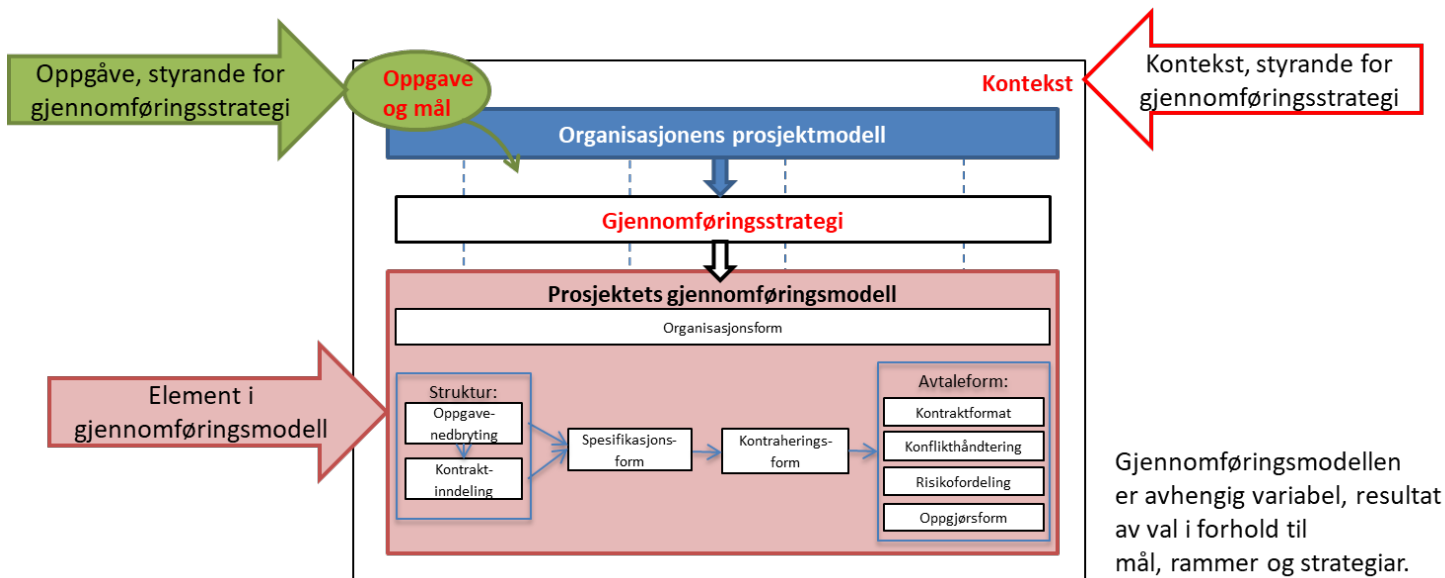 Oppgåve, styrande for
gjennomføringsstrategi
Oppgave
og mål
Kontekst
Kontekst, styrande for
gjennomføringsstrategi
Organisasjonens prosjektmodell
Gjennomføringsstrategi
Prosjektets gjennomføringsmodell
Organisasjonsform
Element i
gjennomføringsmodell
Struktur:
Oppgave-
nedbryting
Kontrakt-
inndeling
Spesifikasjons-
form
Kontraherings-
form
Avtaleform:
Kontraktformat
Konflikthåndtering
Risikofordeling
Oppgjørsform
Gjennomføringsmodellen
er avhengig variabel, resultat
av val i forhold til
mål, rammer og strategiar.